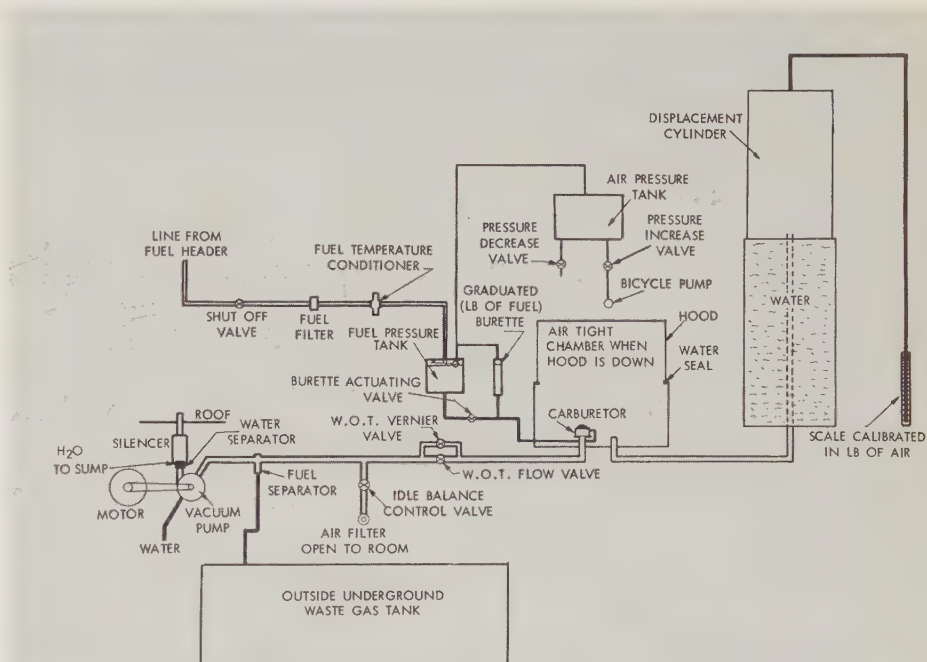 DISPLACEMENT
CYLINDER
AIR PRESSURE
TANK
PRESSURE
DECREASE
VALVE
PRESSURE
INCREASE
VALVE
BICYCLE PUMP
LINE FROM
FUEL HEADER
FUEL TEMPERATURE
CONDITIONER
SHUT OFF
VALVE
FUEL
FILTER
FUEL PRESSURE
TANK
GRADUATED
(LB OF FUEL)
BURETTE
AIR TIGHT
CHAMBER WHEN
HOOD IS DOWN
HOOD
WATER
SEAL
WATER
BURETTE ACTUATING
VALVE
CARBURETOR
SCALE CALIBRATED
IN LB OF AIR
ROOF
WATER
SEPARATOR
SILENCER
H2O
TO SUMP
W.O.T. VERNIER
VALVE
W.O.T. FLOW VALVE
FUEL
SEPARATOR
IDLE BALANCE
CONTROL VALVE
MOTOR
VACUUM
PUMP
WATER
AIR FILTER
OPEN TO ROOM
OUTSIDE UNDERGROUND
WASTE GAS TANK